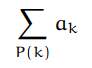 ∑ a_k
P(k)